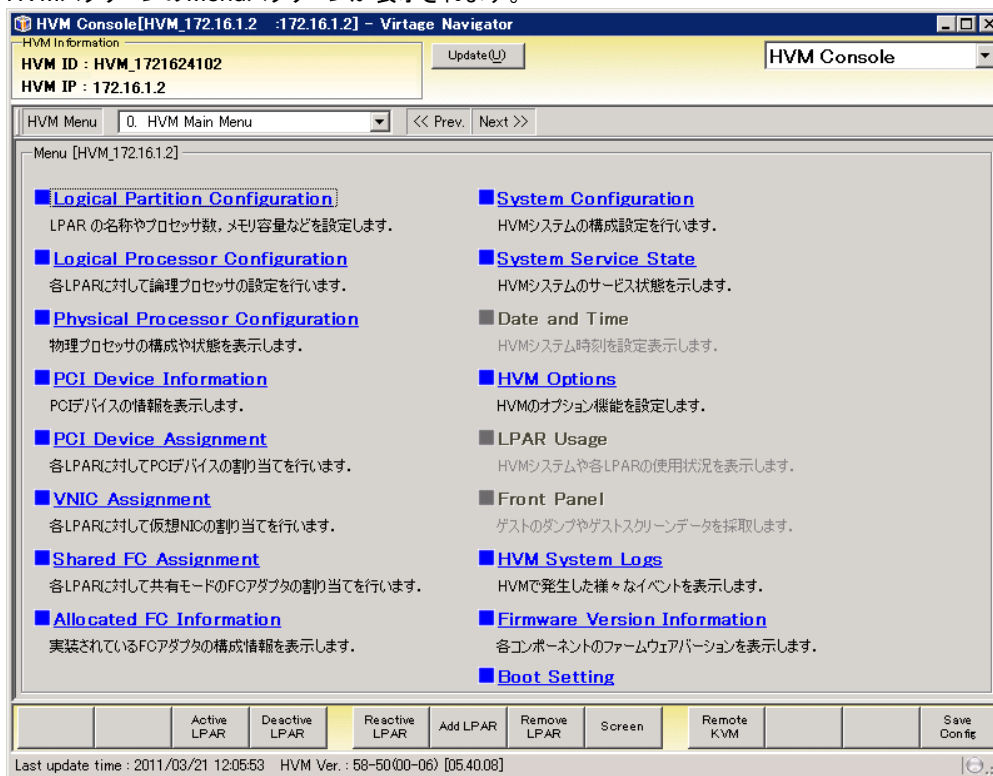 HVM Console[HVM_172.16.1.2 :172.16.1.2] - Virtage Navigator
HVM Information
HVM ID : HVM_1721624102
HVM IP : 172.16.1.2
Update(U)
HVM Console
HVM Menu 0. HVM Main Menu << Prev. Next >>
Menu [HVM_172.16.1.2]
Logical Partition Configuration
LPAR の名称やプロセッサ数, メモリ容量などを設定します.
Logical Processor Configuration
各LPARに対して論理プロセッサの設定を行います.
Physical Processor Configuration
物理プロセッサの構成や状態を表示します.
PCI Device Information
PCIデバイスの情報を表示します.
PCI Device Assignment
各LPARに対してPCIデバイスの割り当てを行います.
VNIC Assignment
各LPARに対して仮想NICの割り当てを行います.
Shared FC Assignment
各LPARに対して共有モードのFCアダプタの割り当てを行います.
Allocated FC Information
実装されているFCアダプタの構成情報を表示します.
System Configuration
HVMシステムの構成設定を行います.
System Service State
HVMシステムのサービス状態を示します.
Date and Time
HVMシステム時刻を設定表示します.
HVM Options
HVMのオプション機能を設定します.
LPAR Usage
HVMシステムや各LPARの使用状況を表示します.
Front Panel
ゲストのダンプやゲストスクリーンデータを採取します.
HVM System Logs
HVMで発生した様々なイベントを表示します.
Firmware Version Information
各コンポーネントのファームウェアバージョンを表示します.
Boot Setting
Active LPAR
Deactive LPAR
Reactive LPAR
Add LPAR
Remove LPAR
Screen
Remote KVM
Save Config
Last update time : 2011/03/21 12:05:53 HVM Ver. : 58-50(00-06) [05.40.08]